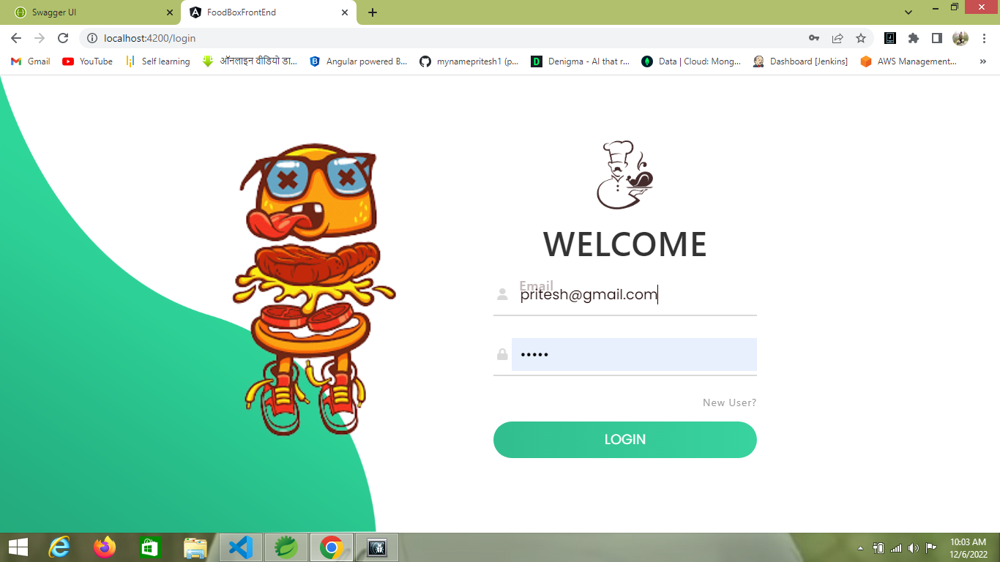 Swagger UI
FoodBoxFrontEnd
localhost:4200/login
Gmail
YouTube
Self learning
ऑनलाइन वीडियो डा...
Angular powered B...
mynamepritesh1 (p...
Denigma - AI that r...
Data | Cloud: Mong...
Dashboard [Jenkins]
AWS Management...
WELCOME
Email
pritesh@gmail.com
•••••
New User?
LOGIN
10:03 AM
12/6/2022